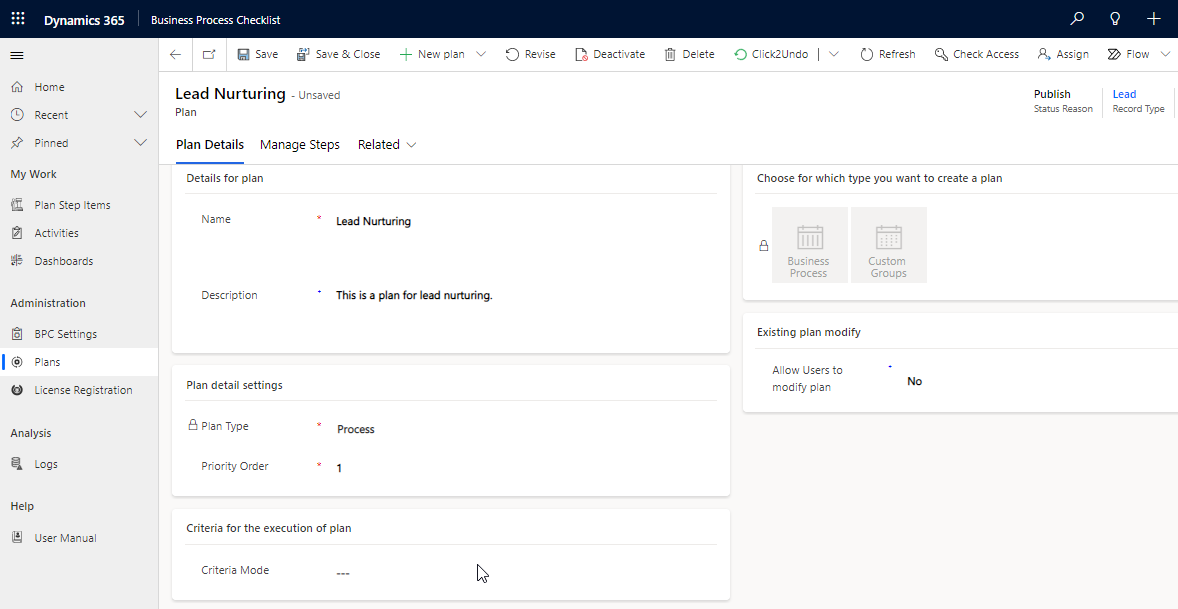 Dynamics 365 Business Process Checklist
Save Save & Close New plan Revise Deactivate Delete Click2Undo Refresh Check Access Assign Flow
Home
Recent
Pinned
My Work
Plan Step Items
Activities
Dashboards
Administration
BPC Settings
Plans
License Registration
Analysis
Logs
Help
User Manual
Lead Nurturing - Unsaved
Plan
Publish
Status Reason
Lead
Record Type
Plan Details Manage Steps Related
Details for plan
Name * Lead Nurturing
Description This is a plan for lead nurturing.
Plan detail settings
Plan Type * Process
Priority Order * 1
Criteria for the execution of plan
Criteria Mode ---
Choose for which type you want to create a plan
Business
Process
Custom
Groups
Existing plan modify
Allow Users to
modify plan
No